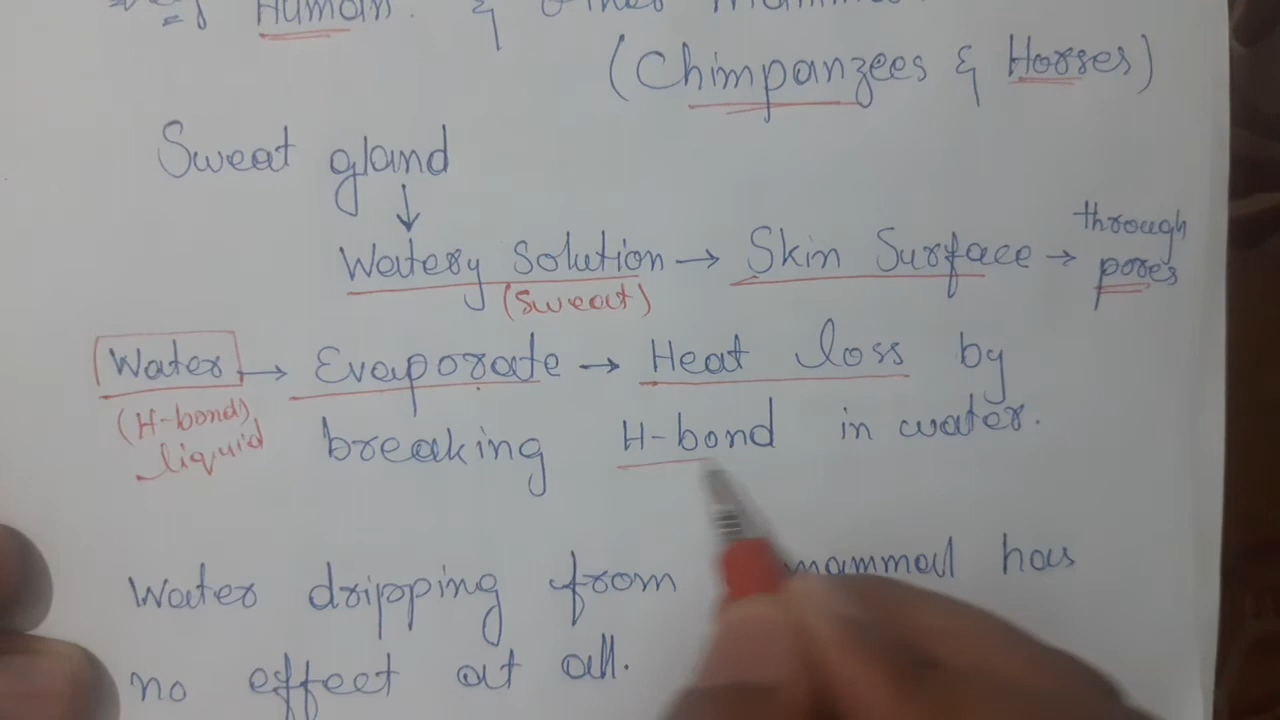 Human. &
(Chimpanzees & Horses)
Sweat gland
↓
Watery Solution → Skin Surface → through pores
(Sweat)
Water → Evaporate → Heat loss by
(H-bond) liquid
breaking H-bond in water.
Water dripping from mammal has
no effect at all.